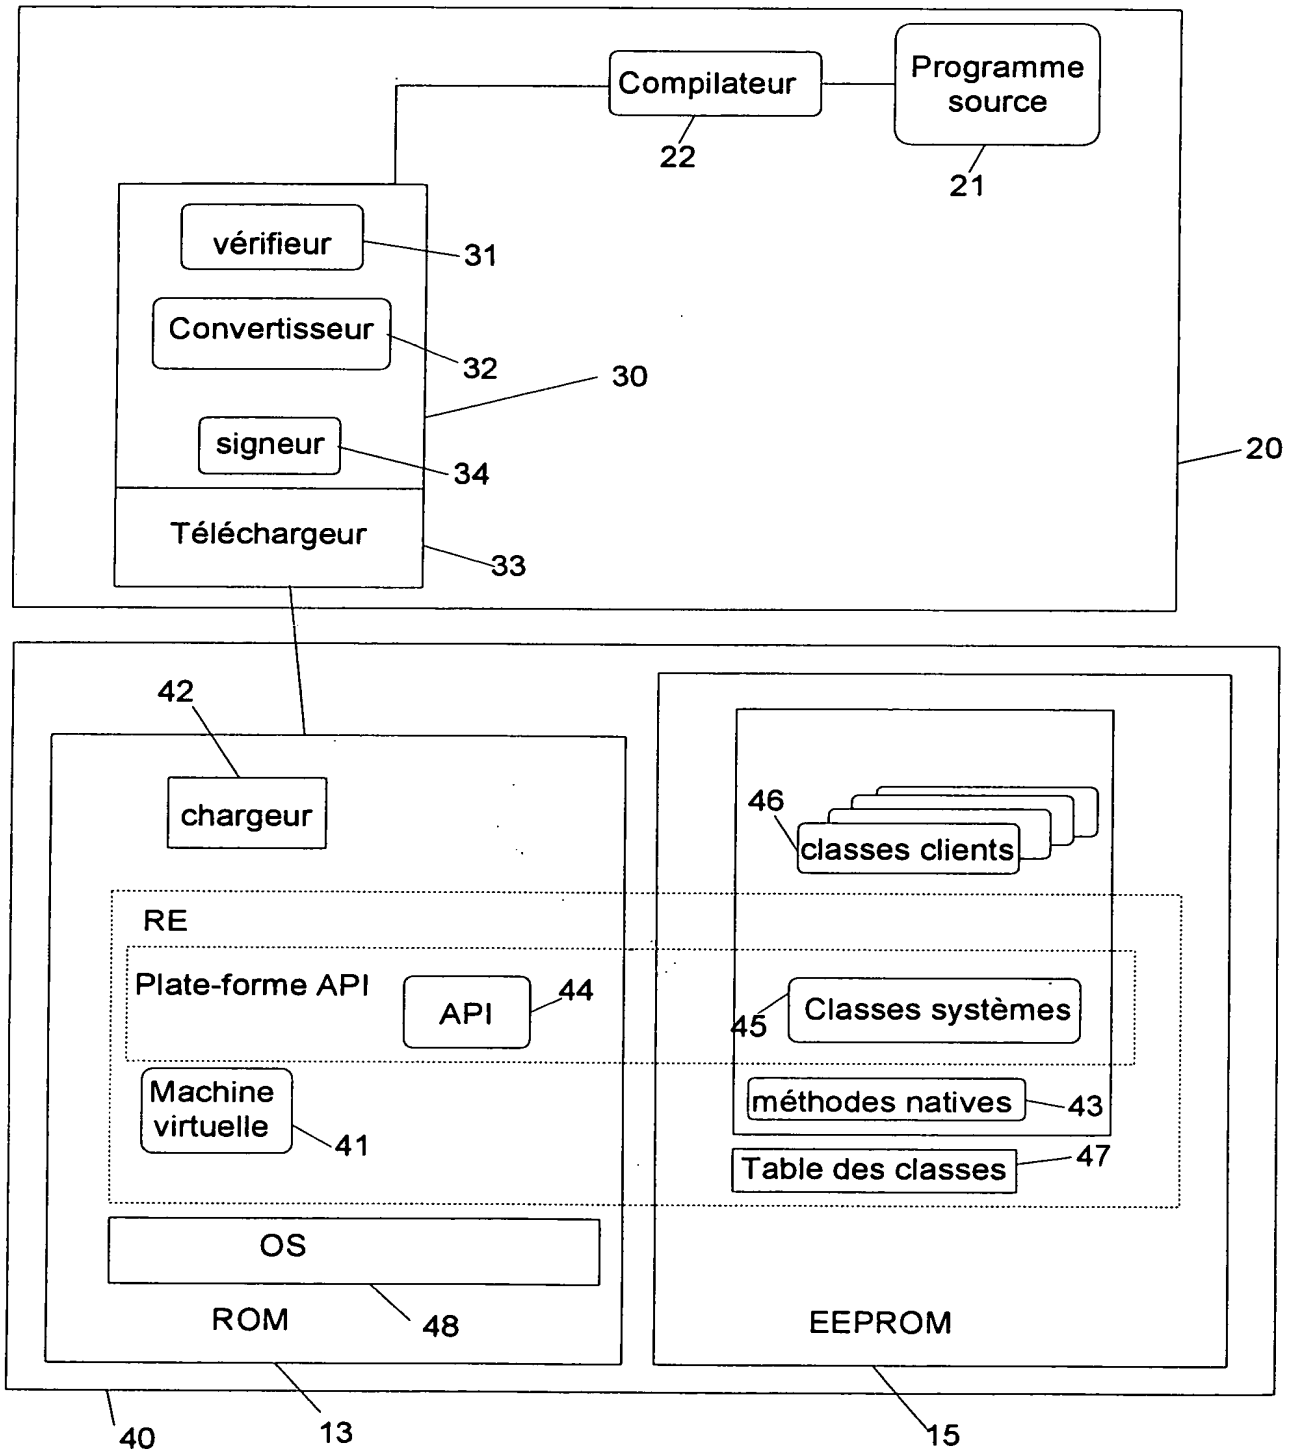 Programme
source
Compilateur
22
21
vérifieur
31
Convertisseur
32
30
signeur
34
20
Téléchargeur
33
42
chargeur
46
classes clients
RE
Plate-forme API
API
44
45
Classes systèmes
Machine
virtuelle
41
méthodes natives
43
Table des classes
47
OS
ROM
48
EEPROM
40
13
15